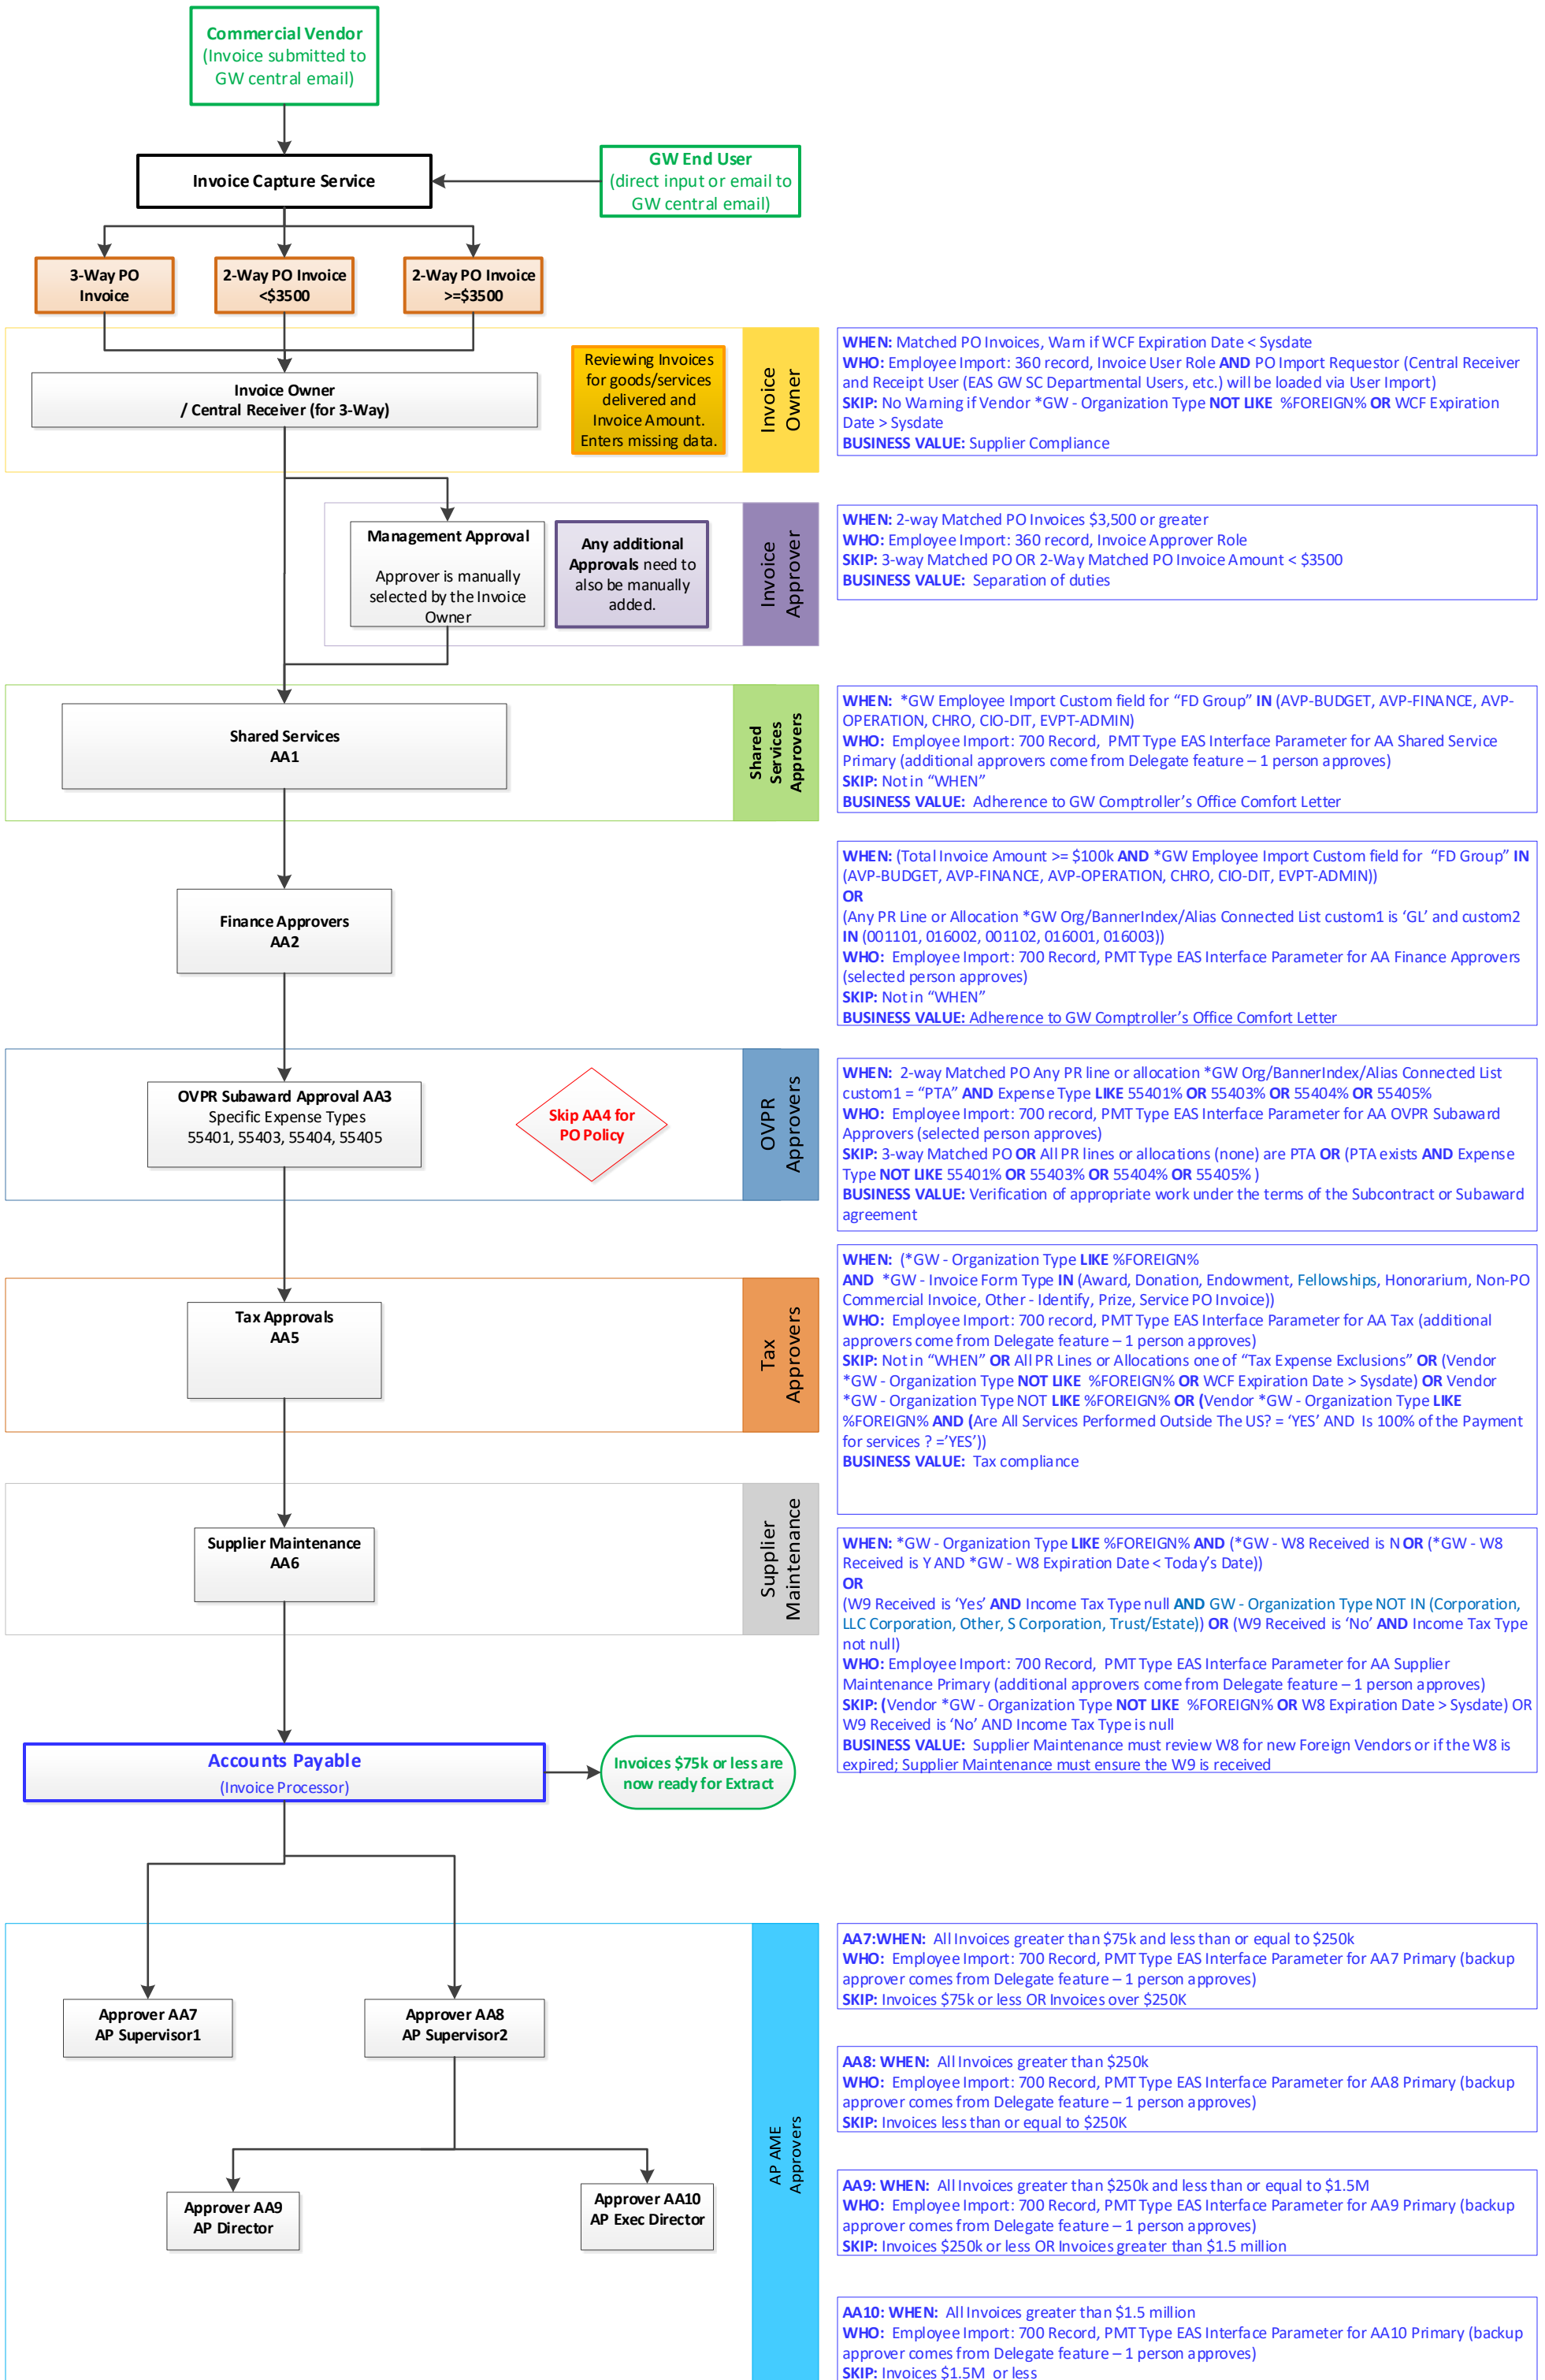 Commercial Vendor
(Invoice submitted to
GW central email)
Invoice Capture Service
GW End User
(direct input or email to
GW central email)
3-Way PO
Invoice
2-Way PO Invoice
<$3500
2-Way PO Invoice
>=$3500
Invoice Owner
/ Central Receiver (for 3-Way)
Reviewing Invoices
for goods/services
delivered and
Invoice Amount.
Enters missing data.
Invoice
Owner
WHEN: Matched PO Invoices, Warn if WCF Expiration Date < Sysdate
WHO: Employee Import: 360 record, Invoice User Role AND PO Import Requestor (Central Receiver
and Receipt User (EAS GW SC Departmental Users, etc.) will be loaded via User Import)
SKIP: No Warning if Vendor *GW - Organization Type NOT LIKE %FOREIGN% OR WCF Expiration
Date > Sysdate
BUSINESS VALUE: Supplier Compliance
Management Approval
Approver is manually
selected by the Invoice
Owner
Any additional
Approvals need to
also be manually
added.
Invoice
Approver
WHEN: 2-way Matched PO Invoices $3,500 or greater
WHO: Employee Import: 360 record, Invoice Approver Role
SKIP: 3-way Matched PO OR 2-Way Matched PO Invoice Amount < $3500
BUSINESS VALUE: Separation of duties
Shared Services
AA1
Shared
Services
Approvers
WHEN: *GW Employee Import Custom field for “FD Group” IN (AVP-BUDGET, AVP-FINANCE, AVP-
OPERATION, CHRO, CIO-DIT, EVPT-ADMIN)
WHO: Employee Import: 700 Record, PMT Type EAS Interface Parameter for AA Shared Service
Primary (additional approvers come from Delegate feature – 1 person approves)
SKIP: Not in “WHEN”
BUSINESS VALUE: Adherence to GW Comptroller’s Office Comfort Letter
Finance Approvers
AA2
WHEN: (Total Invoice Amount >= $100k AND *GW Employee Import Custom field for “FD Group” IN
(AVP-BUDGET, AVP-FINANCE, AVP-OPERATION, CHRO, CIO-DIT, EVPT-ADMIN))
OR
(Any PR Line or Allocation *GW Org/BannerIndex/Alias Connected List custom1 is ‘GL’ and custom2
IN (001101, 016002, 001102, 016001, 016003))
WHO: Employee Import: 700 Record, PMT Type EAS Interface Parameter for AA Finance Approvers
(selected person approves)
SKIP: Not in “WHEN”
BUSINESS VALUE: Adherence to GW Comptroller’s Office Comfort Letter
OVPR Subaward Approval AA3
Specific Expense Types
55401, 55403, 55404, 55405
Skip AA4 for
PO Policy
OVPR
Approvers
WHEN: 2-way Matched PO Any PR line or allocation *GW Org/BannerIndex/Alias Connected List
custom1 = “PTA” AND Expense Type LIKE 55401% OR 55403% OR 55404% OR 55405%
WHO: Employee Import: 700 record, PMT Type EAS Interface Parameter for AA OVPR Subaward
Approvers (selected person approves)
SKIP: 3-way Matched PO OR All PR lines or allocations (none) are PTA OR (PTA exists AND Expense
Type NOT LIKE 55401% OR 55403% OR 55404% OR 55405% )
BUSINESS VALUE: Verification of appropriate work under the terms of the Subcontract or Subaward
agreement
Tax Approvals
AA5
Tax
Approvers
WHEN: (*GW - Organization Type LIKE %FOREIGN%
AND *GW - Invoice Form Type IN (Award, Donation, Endowment, Fellowships, Honorarium, Non-PO
Commercial Invoice, Other - Identify, Prize, Service PO Invoice))
WHO: Employee Import: 700 record, PMT Type EAS Interface Parameter for AA Tax (additional
approvers come from Delegate feature – 1 person approves)
SKIP: Not in “WHEN” OR All PR Lines or Allocations one of “Tax Expense Exclusions” OR (Vendor
*GW - Organization Type NOT LIKE %FOREIGN% OR WCF Expiration Date > Sysdate) OR Vendor
*GW - Organization Type NOT LIKE %FOREIGN% OR (Vendor *GW - Organization Type LIKE
%FOREIGN% AND (Are All Services Performed Outside The US? = ‘YES’ AND Is 100% of the Payment
for services ? =’YES’))
BUSINESS VALUE: Tax compliance
Supplier Maintenance
AA6
Supplier
Maintenance
WHEN: *GW - Organization Type LIKE %FOREIGN% AND (*GW - W8 Received is N OR (*GW - W8
Received is Y AND *GW - W8 Expiration Date < Today’s Date))
OR
(W9 Received is ‘Yes’ AND Income Tax Type null AND GW - Organization Type NOT IN (Corporation,
LLC Corporation, Other, S Corporation, Trust/Estate)) OR (W9 Received is ‘No’ AND Income Tax Type
not null)
WHO: Employee Import: 700 Record, PMT Type EAS Interface Parameter for AA Supplier
Maintenance Primary (additional approvers come from Delegate feature – 1 person approves)
SKIP: (Vendor *GW - Organization Type NOT LIKE %FOREIGN% OR W8 Expiration Date > Sysdate) OR
W9 Received is ‘No’ AND Income Tax Type is null
BUSINESS VALUE: Supplier Maintenance must review W8 for new Foreign Vendors or if the W8 is
expired; Supplier Maintenance must ensure the W9 is received
Accounts Payable
(Invoice Processor)
Invoices $75k or less are
now ready for Extract
Approver AA7
AP Supervisor1
Approver AA8
AP Supervisor2
Approver AA9
AP Director
Approver AA10
AP Exec Director
AP AME
Approvers
AA7:WHEN: All Invoices greater than $75k and less than or equal to $250k
WHO: Employee Import: 700 Record, PMT Type EAS Interface Parameter for AA7 Primary (backup
approver comes from Delegate feature – 1 person approves)
SKIP: Invoices $75k or less OR Invoices over $250K
AA8: WHEN: All Invoices greater than $250k
WHO: Employee Import: 700 Record, PMT Type EAS Interface Parameter for AA8 Primary (backup
approver comes from Delegate feature – 1 person approves)
SKIP: Invoices less than or equal to $250K
AA9: WHEN: All Invoices greater than $250k and less than or equal to $1.5M
WHO: Employee Import: 700 Record, PMT Type EAS Interface Parameter for AA9 Primary (backup
approver comes from Delegate feature – 1 person approves)
SKIP: Invoices $250k or less OR Invoices greater than $1.5 million
AA10: WHEN: All Invoices greater than $1.5 million
WHO: Employee Import: 700 Record, PMT Type EAS Interface Parameter for AA10 Primary (backup
approver comes from Delegate feature – 1 person approves)
SKIP: Invoices $1.5M or less